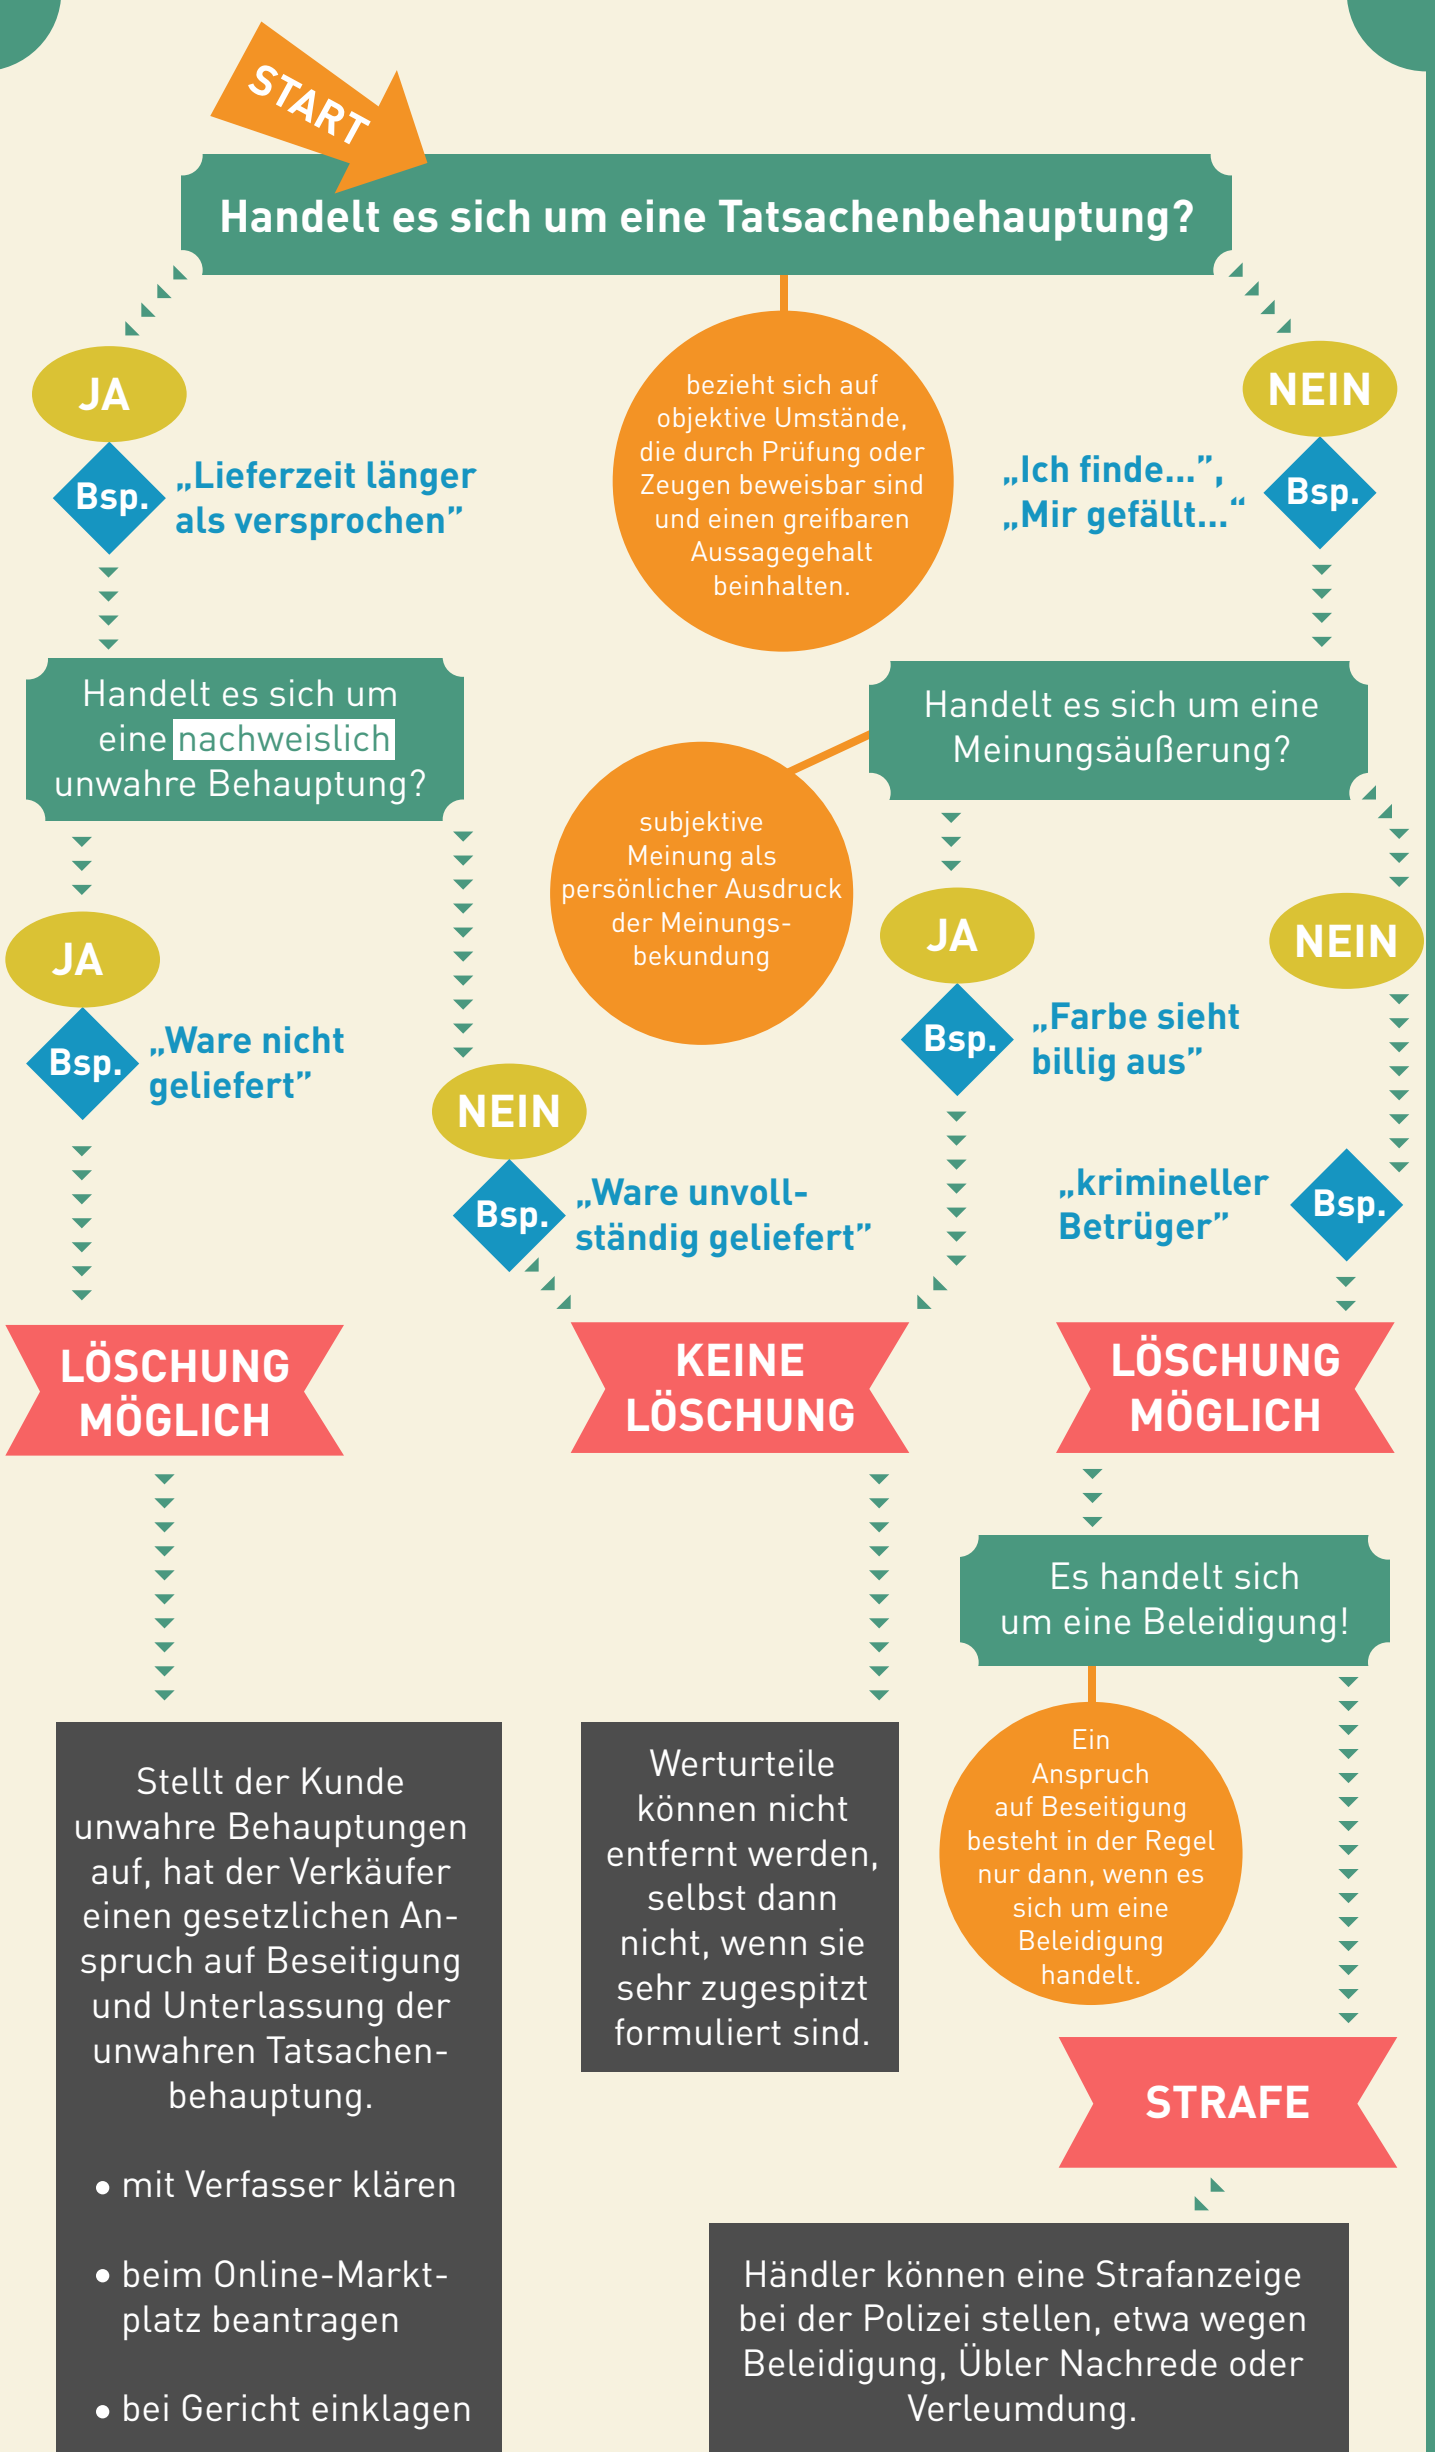 START
Handelt es sich um eine Tatsachenbehauptung?
bezieht sich auf
objektive Umstände,
die durch Prüfung oder
Zeugen beweisbar sind
und einen greifbaren
Aussagegehalt
beinhalten.
JA
Bsp.
„Lieferzeit länger
als versprochen”
NEIN
Bsp.
„Ich finde...”,
„Mir gefällt...“
Handelt es sich um
eine nachweislich
unwahre Behauptung?
Handelt es sich um eine
Meinungsäußerung?
subjektive
Meinung als
persönlicher Ausdruck
der Meinungs-
bekundung
JA
Bsp.
„Ware nicht
geliefert”
NEIN
Bsp.
„Ware unvoll-
ständig geliefert”
JA
Bsp.
„Farbe sieht
billig aus”
NEIN
Bsp.
„krimineller
Betrüger”
LÖSCHUNG
MÖGLICH
KEINE
LÖSCHUNG
LÖSCHUNG
MÖGLICH
Es handelt sich
um eine Beleidigung!
Ein
Anspruch
auf Beseitigung
besteht in der Regel
nur dann, wenn es
sich um eine
Beleidigung
handelt.
Stellt der Kunde
unwahre Behauptungen
auf, hat der Verkäufer
einen gesetzlichen An-
spruch auf Beseitigung
und Unterlassung der
unwahren Tatsachen-
behauptung.
• mit Verfasser klären
• beim Online-Markt-
platz beantragen
• bei Gericht einklagen
Werturteile
können nicht
entfernt werden,
selbst dann
nicht, wenn sie
sehr zugespitzt
formuliert sind.
STRAFE
Händler können eine Strafanzeige
bei der Polizei stellen, etwa wegen
Beleidigung, Übler Nachrede oder
Verleumdung.